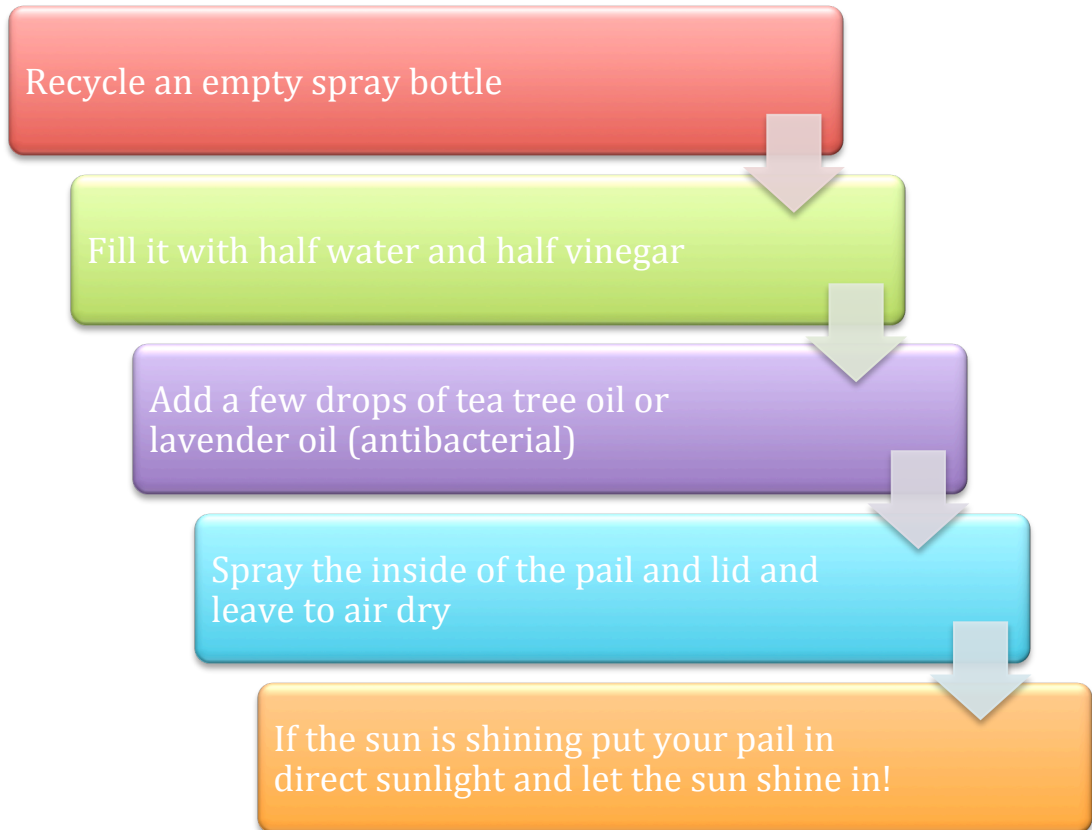 Recycle an empty spray bottle
Fill it with half water and half vinegar
Add a few drops of tea tree oil or
lavender oil (antibacterial)
Spray the inside of the pail and lid and
leave to air dry
If the sun is shining put your pail in
direct sunlight and let the sun shine in!